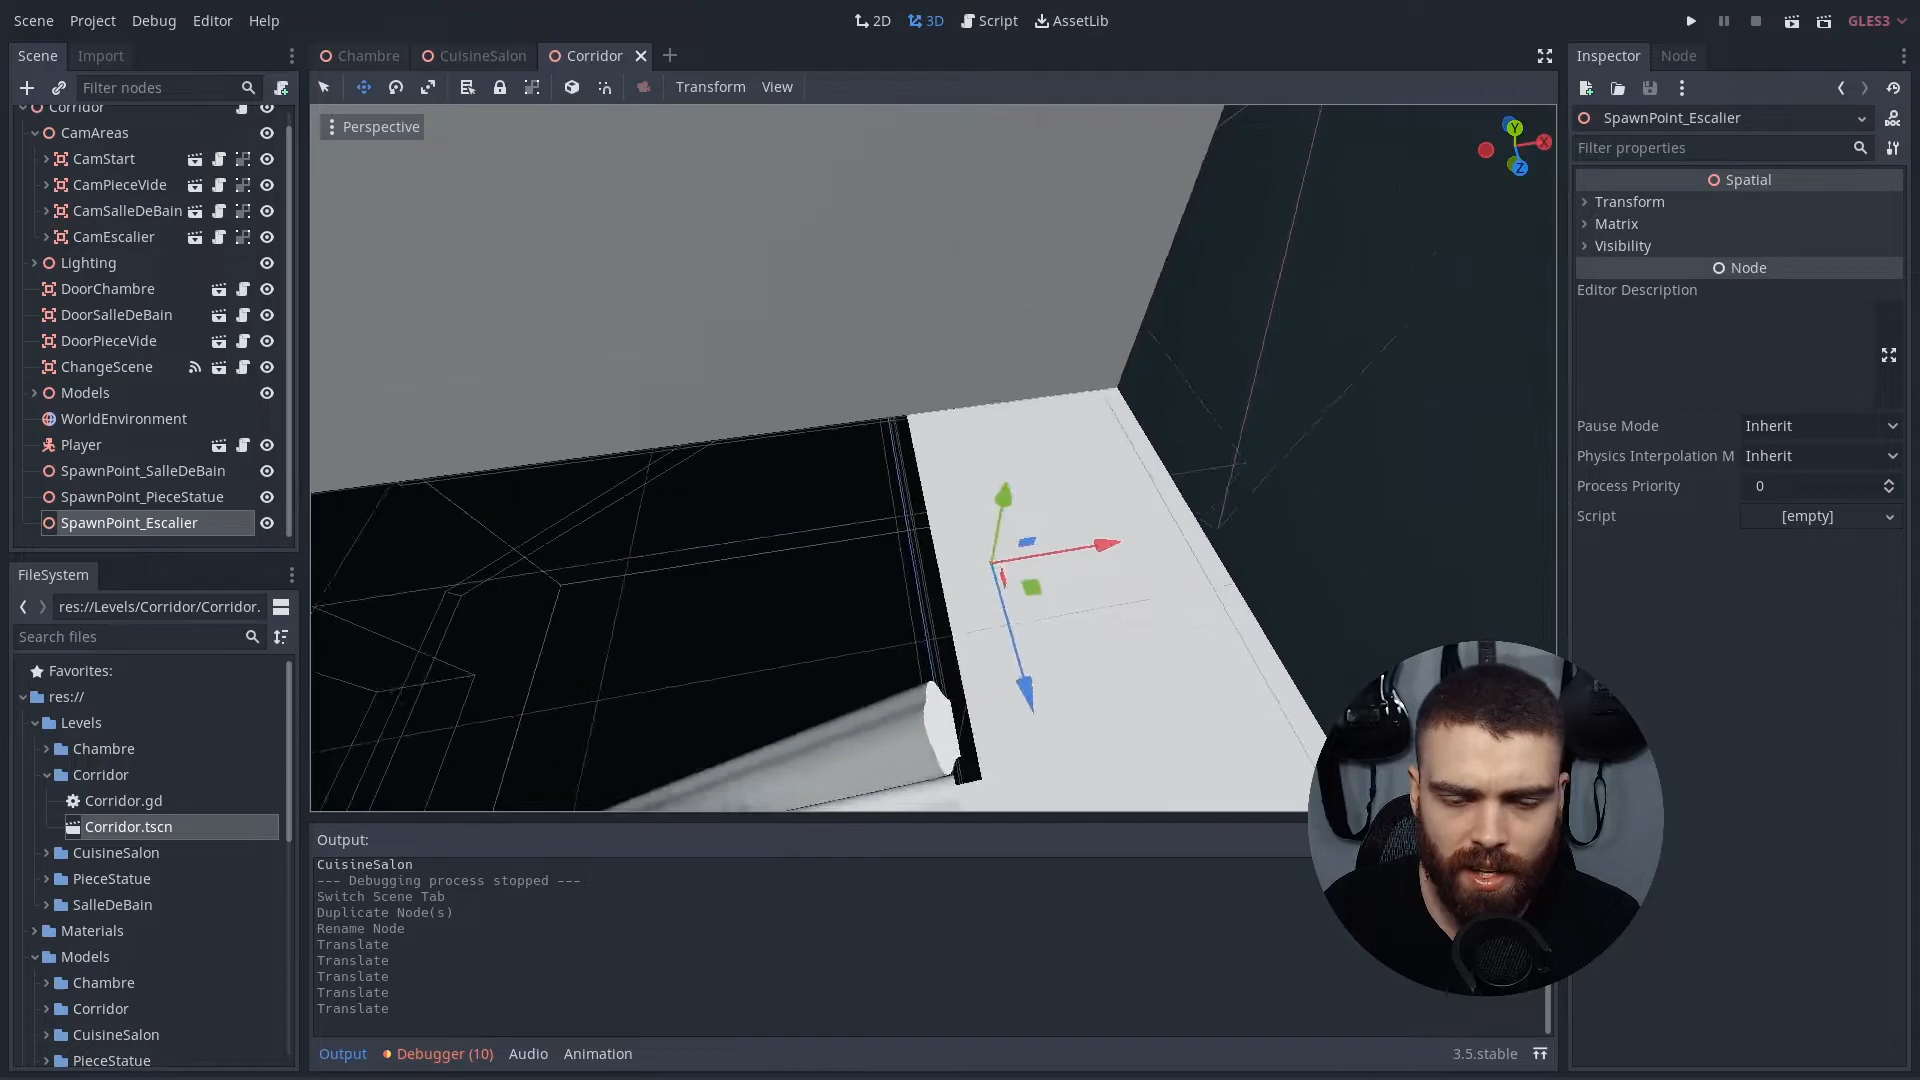 Scene Project Debug Editor Help
2D 3D Script AssetLib
GLES3
Scene Import
Filter nodes
Corridor
CamAreas
CamStart
CamPieceVide
CamSalleDeBain
CamEscalier
Lighting
DoorChambre
DoorSalleDeBain
DoorPieceVide
ChangeScene
Models
WorldEnvironment
Player
SpawnPoint_SalleDeBain
SpawnPoint_PieceStatue
SpawnPoint_Escalier
FileSystem
res://Levels/Corridor/Corridor.
Search files
Favorites:
res://
Levels
Chambre
Corridor
Corridor.gd
Corridor.tscn
CuisineSalon
PieceStatue
SalleDeBain
Materials
Models
Chambre
Corridor
CuisineSalon
PieceStatue
Chambre CuisineSalon Corridor
Transform View
Perspective
Y
X
Z
Output:
CuisineSalon
--- Debugging process stopped ---
Switch Scene Tab
Duplicate Node(s)
Rename Node
Translate
Translate
Translate
Translate
Translate
Output Debugger (10) Audio Animation
3.5.stable
Inspector Node
SpawnPoint_Escalier
Filter properties
Spatial
Transform
Matrix
Visibility
Node
Editor Description
Pause Mode Inherit
Physics Interpolation M Inherit
Process Priority 0
Script [empty]